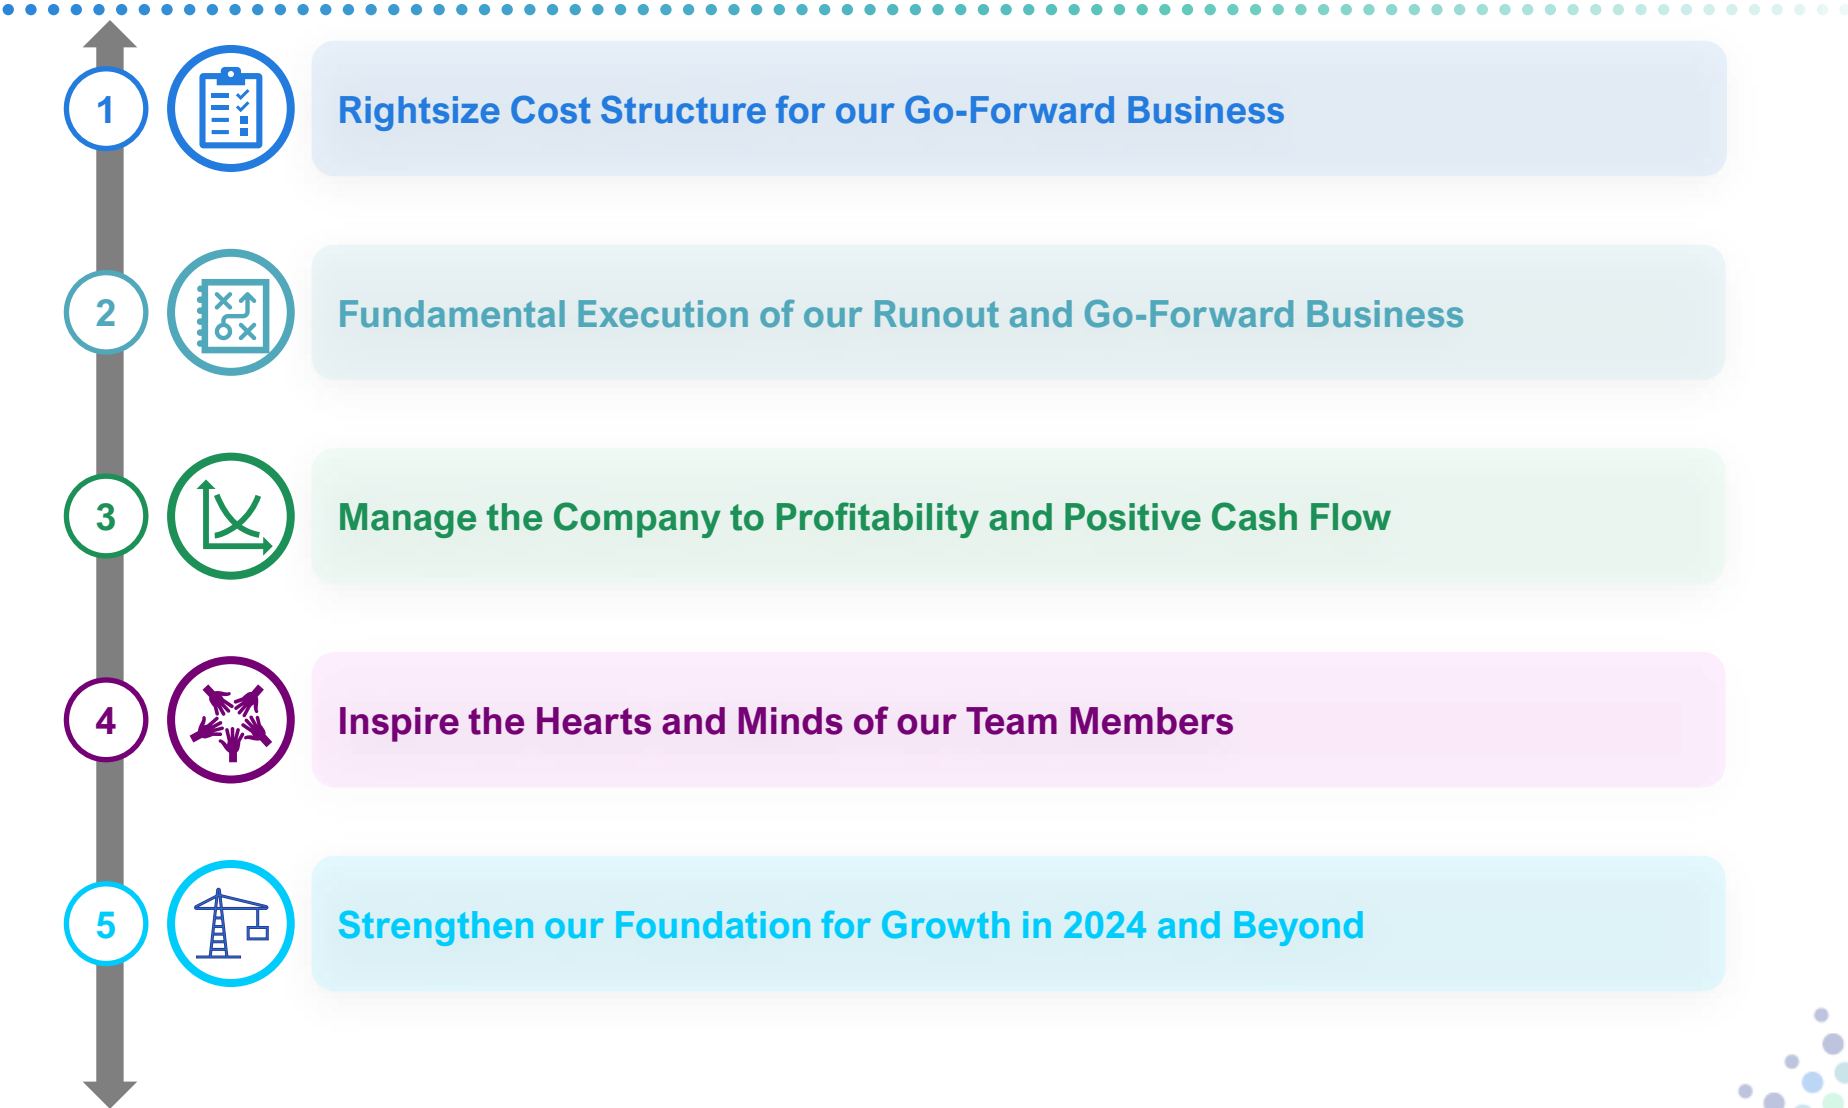 1
Rightsize Cost Structure for our Go-Forward Business
2
Fundamental Execution of our Runout and Go-Forward Business
3
Manage the Company to Profitability and Positive Cash Flow
4
Inspire the Hearts and Minds of our Team Members
5
Strengthen our Foundation for Growth in 2024 and Beyond